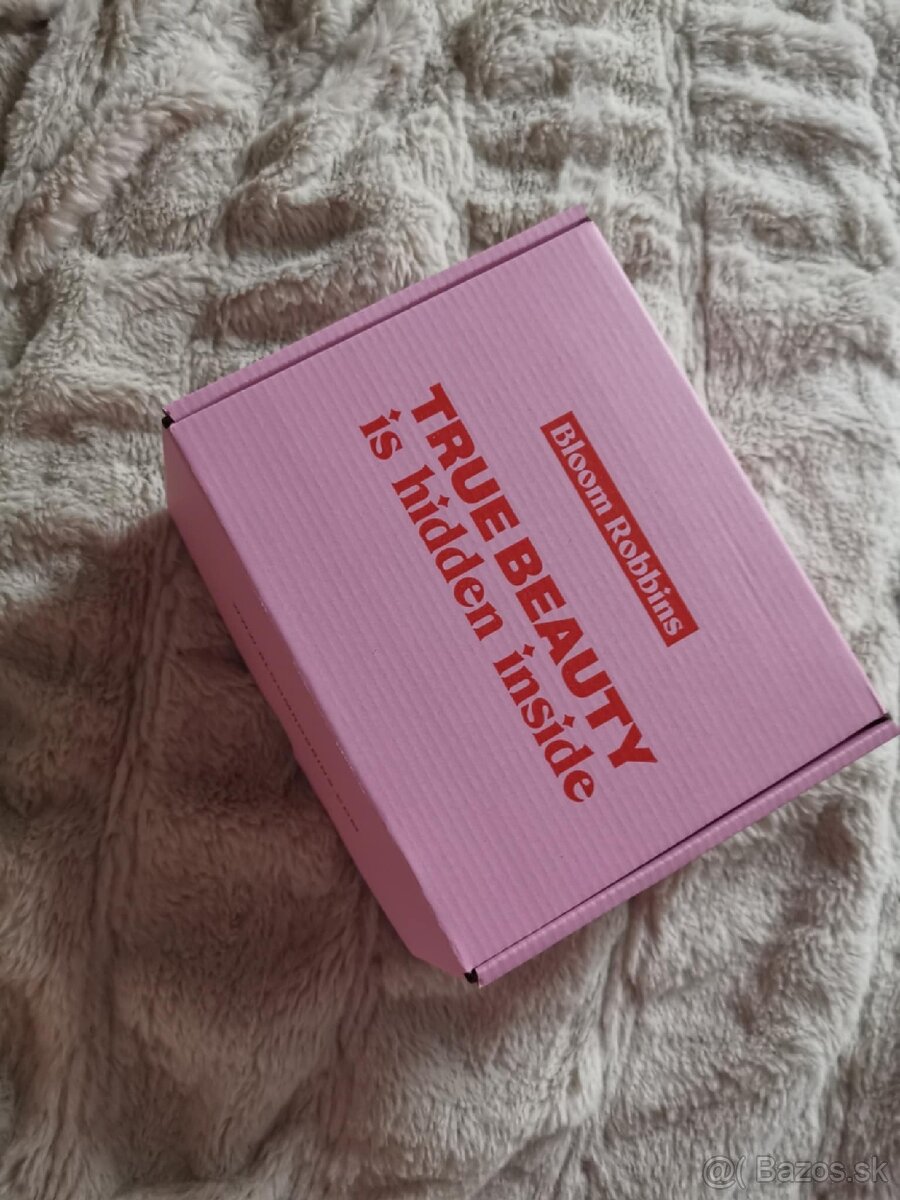 Bloom Robbins
TRUE BEAUTY
is hidden inside
@( Bazos.sk